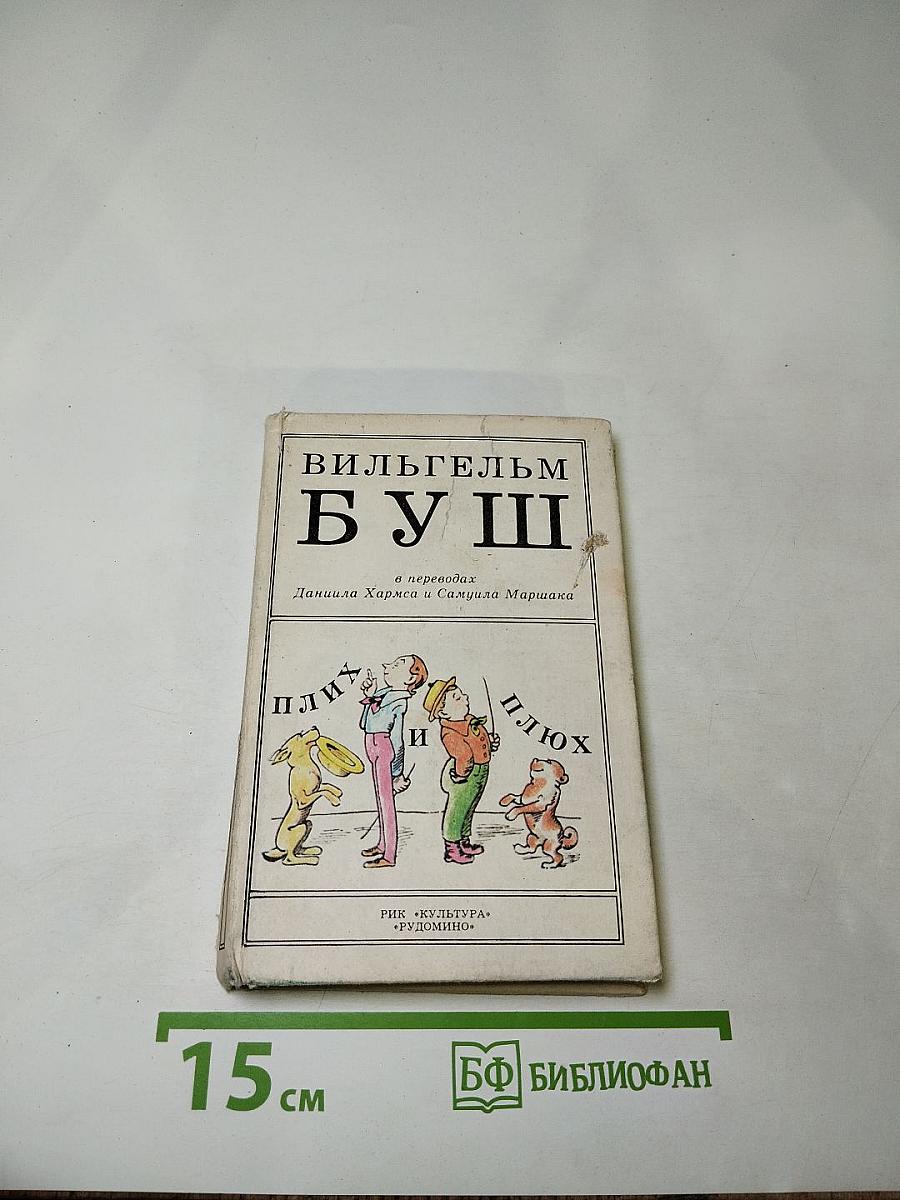 ВИЛЬГЕЛЬМ
БУШ
в переводах
Даниила Хармса и Самуила Маршака
ПЛИХ
И
ПЛЮХ
РИК «КУЛЬТУРА»
«РУДОМИНО»
15 см
БФ БИБЛИОФАН